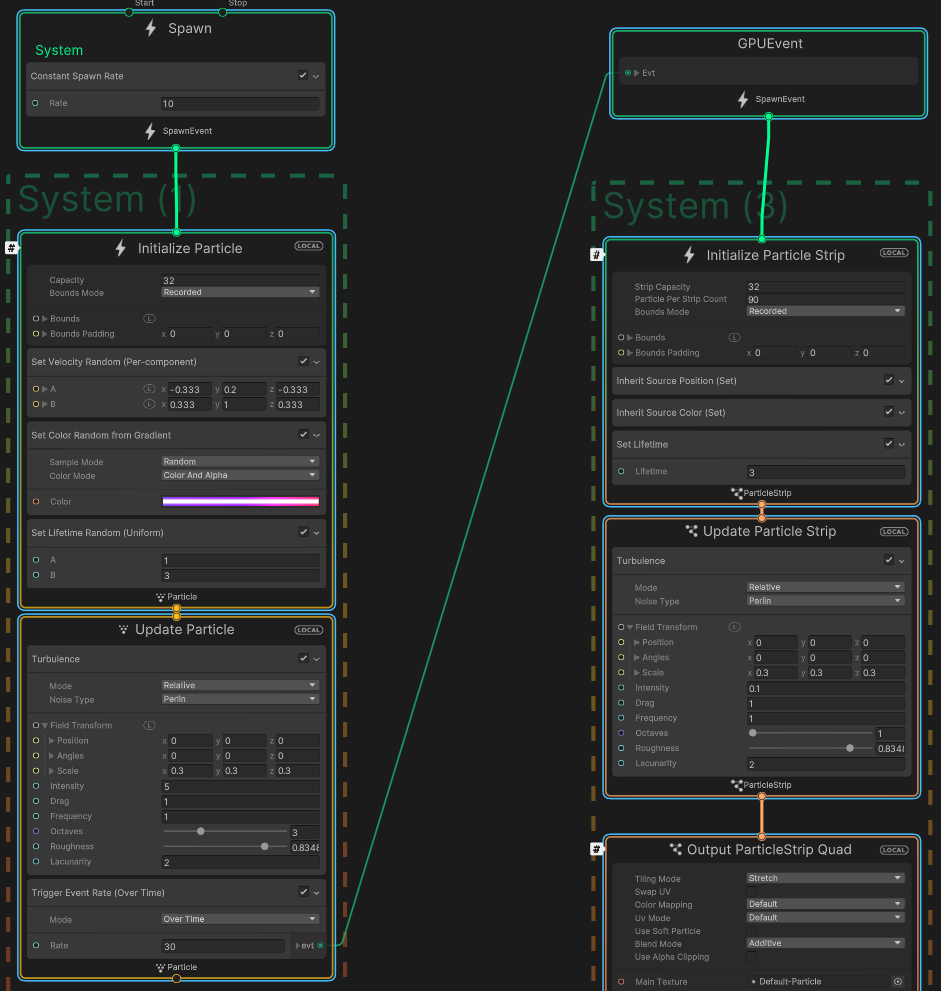 Start Stop
Spawn
System
Constant Spawn Rate
Rate 10
SpawnEvent
System (1)
# Initialize Particle LOCAL
Capacity 32
Bounds Mode Recorded
Bounds L
Bounds Padding x 0 y 0 z 0
Set Velocity Random (Per-component)
A L x -0.333 y 0.2 z -0.333
B L x 0.333 y 1 z 0.333
Set Color Random from Gradient
Sample Mode Random
Color Mode Color And Alpha
Color
Set Lifetime Random (Uniform)
A 1
B 3
Particle
Update Particle LOCAL
Turbulence
Mode Relative
Noise Type Perlin
Field Transform L
Position x 0 y 0 z 0
Angles x 0 y 0 z 0
Scale x 0.3 y 0.3 z 0.3
Intensity 5
Drag 1
Frequency 1
Octaves 3
Roughness 0.834
Lacunarity 2
Trigger Event Rate (Over Time)
Mode Over Time
Rate 30 evt
Particle
GPUEvent
Evt
SpawnEvent
System (3)
# Initialize Particle Strip LOCAL
Strip Capacity 32
Particle Per Strip Count 90
Bounds Mode Recorded
Bounds L
Bounds Padding x 0 y 0 z 0
Inherit Source Position (Set)
Inherit Source Color (Set)
Set Lifetime
Lifetime 3
ParticleStrip
Update Particle Strip LOCAL
Turbulence
Mode Relative
Noise Type Perlin
Field Transform L
Position x 0 y 0 z 0
Angles x 0 y 0 z 0
Scale x 0.3 y 0.3 z 0.3
Intensity 0.1
Drag 1
Frequency 1
Octaves 1
Roughness 0.834
Lacunarity 2
ParticleStrip
# Output ParticleStrip Quad LOCAL
Tiling Mode Stretch
Swap UV
Color Mapping Default
Uv Mode Default
Use Soft Particle
Blend Mode Additive
Use Alpha Clipping
Main Texture Default-Particle